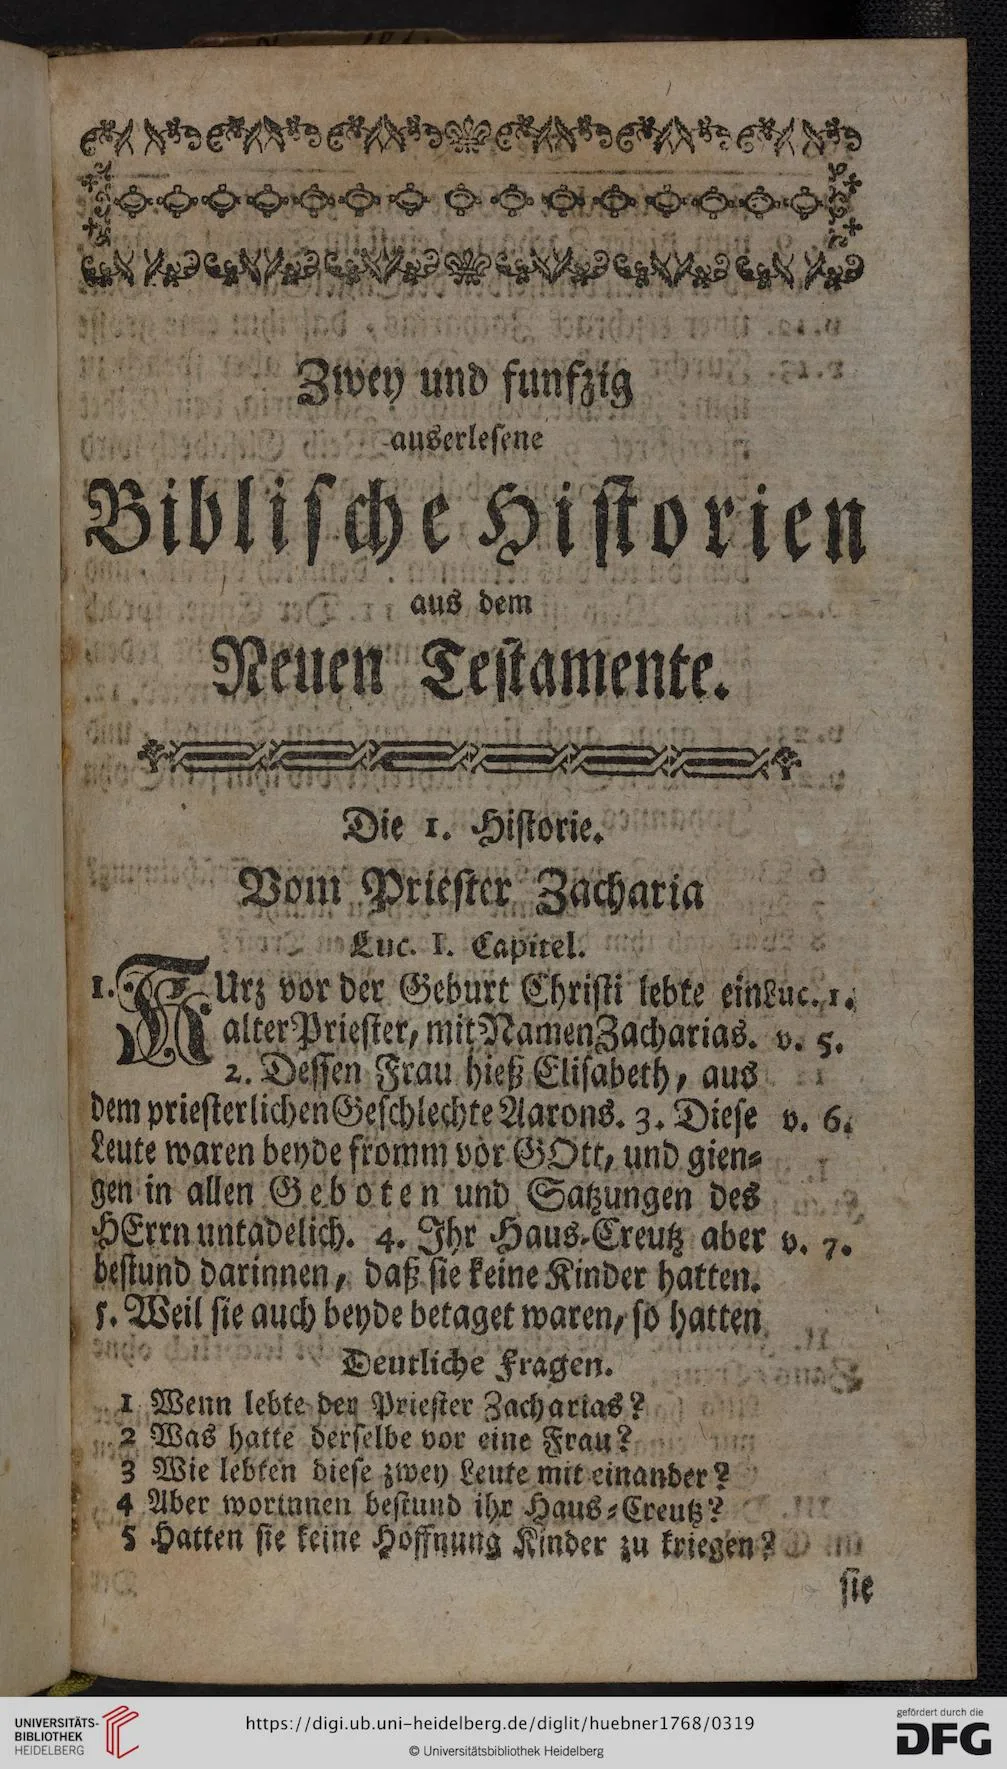 Zwey und funfzig
auserlesene
Biblische Historien
aus dem
Neuen Testamente.
Die 1. Historie.
Vom Priester Zacharia
Luc. I. Capitel.
1. KUrz vor der Geburt Christi lebte ein Luc. 1.
alter Priester, mit Namen Zacharias. v. 5.
2. Dessen Frau hieß Elisabeth, aus
dem priesterlichen Geschlechte Aarons. 3. Diese v. 6.
Leute waren beyde fromm vor GOtt, und gien-
gen in allen Geboten und Satzungen des
HErrn untadelich. 4. Ihr Haus-Creutz aber v. 7.
bestund darinnen, daß sie keine Kinder hatten.
5. Weil sie auch beyde betaget waren, so hatten
Deutliche Fragen.
1 Wenn lebte der Priester Zacharias?
2 Was hatte derselbe vor eine Frau?
3 Wie lebten diese zwey Leute mit einander?
4 Aber worinnen bestund ihr Haus-Creutz?
5 Hatten sie keine Hoffnung Kinder zu kriegen?
sie
UNIVERSITÄTS-
BIBLIOTHEK
HEIDELBERG
https://digi.ub.uni-heidelberg.de/diglit/huebner1768/0319
© Universitätsbibliothek Heidelberg
gefördert durch die
DFG